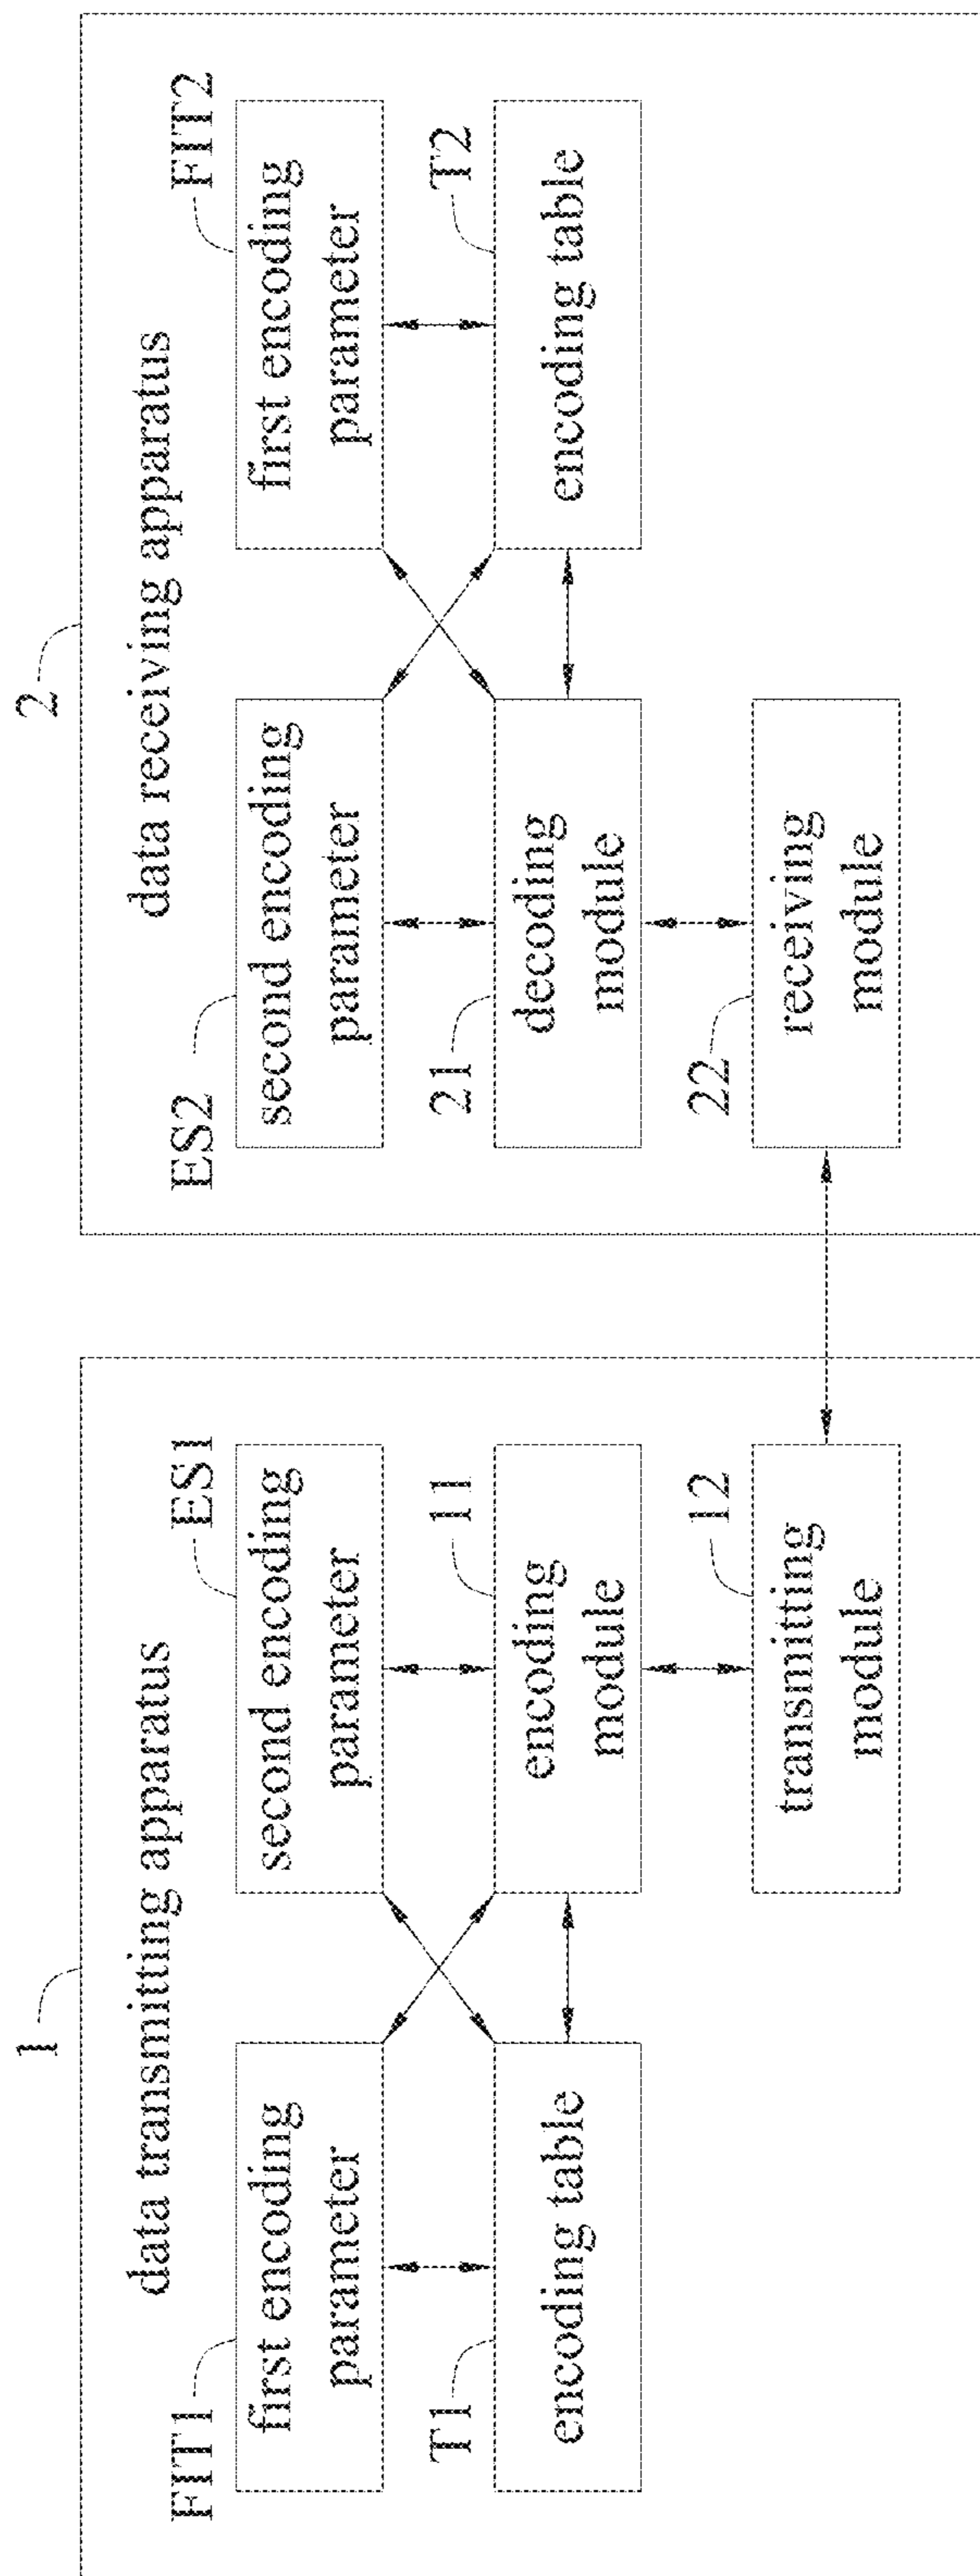 1
data transmitting apparatus
FIT1
first encoding
parameter
ES1
second encoding
parameter
T1
encoding table
11
encoding
module
12
transmitting
module
2
data receiving apparatus
ES2
second encoding
parameter
FIT2
first encoding
parameter
21
decoding
module
T2
encoding table
22
receiving
module